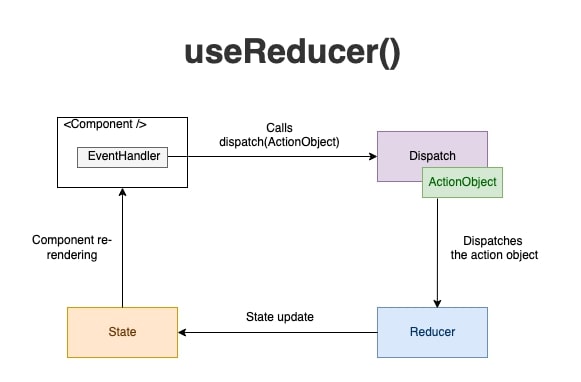 useReducer()
<Component />
EventHandler
Calls
dispatch(ActionObject)
Dispatch
ActionObject
Component re-
rendering
Dispatches
the action object
State
State update
Reducer